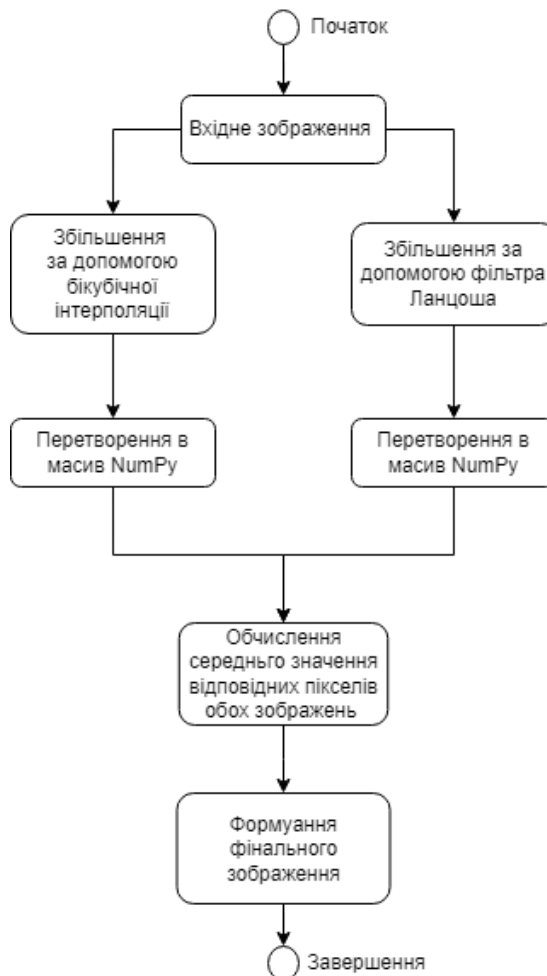 Початок
Вхідне зображення
Збільшення
за допомогою
бікубічної
інтерполяції
Збільшення за
допомогою фільтра
Ланцоша
Перетворення в
масив NumPy
Перетворення в
масив NumPy
Обчислення
середнього значення
відповідних пікселів
обох зображень
Формуання
фінального
зображення
Завершення